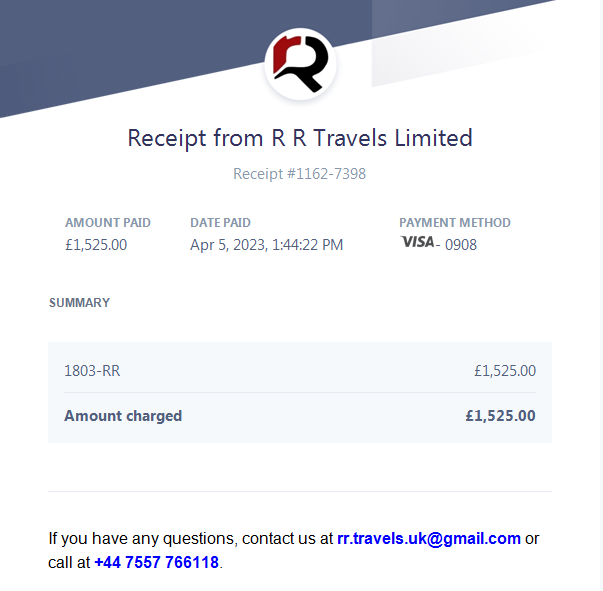 Receipt from R R Travels Limited
Receipt #1162-7398
AMOUNT PAID DATE PAID PAYMENT METHOD
£1,525.00 Apr 5, 2023, 1:44:22 PM VISA - 0908
SUMMARY
1803-RR £1,525.00
Amount charged £1,525.00
If you have any questions, contact us at rr.travels.uk@gmail.com or
call at +44 7557 766118.